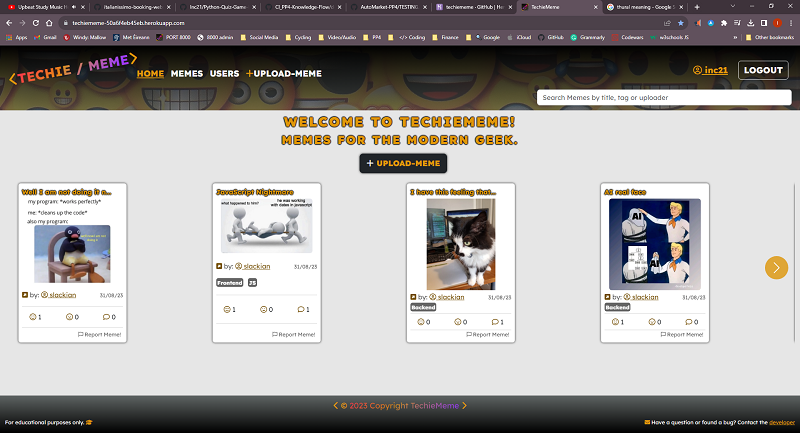 Upbeat Study Music
italianissimo-booking-web
Inc21/Python-Quiz-Game
CI_PP4-Knowledge-Flow/
AutoMarket-PP4/TESTING
techiememe - GitHub | H
TechieMeme
thural meaning - Google S
techiememe-50a6f4eb45eb.herokuapp.com
YouTube
Gmail
Windy: Mallow
Met Éireann
PORT 8000
8000 admin
Social Media
Cycling
Video/Audio
PP4
</> Coding
Finance
Google
iCloud
GitHub
Grammarly
Codewars
w3schools JS
Other bookmarks
<TECHIE / MEME>
HOME
MEMES
USERS
+UPLOAD-MEME
inc21
LOGOUT
Search Memes by title, tag or uploader
WELCOME TO TECHIEMEME!
MEMES FOR THE MODERN GEEK.
+ UPLOAD-MEME
Well I am not doing it n...
my program: *works perfectly*
me: *cleans up the code*
also my program:
by: slackian
31/08/23
1
0
0
Report Meme!
JavaScript Nightmare
what happened to him?
he was working
with dates in javascript
by: slackian
31/08/23
Frontend
JS
1
0
1
Report Meme!
I have this feeling that...
by: slackian
31/08/23
Backend
0
0
1
Report Meme!
AI real face
AI
AI
by: slackian
31/08/23
Backend
1
0
0
Report Meme!
< © 2023 Copyright TechieMeme >
For educational purposes only.
Have a question or found a bug? Contact the developer